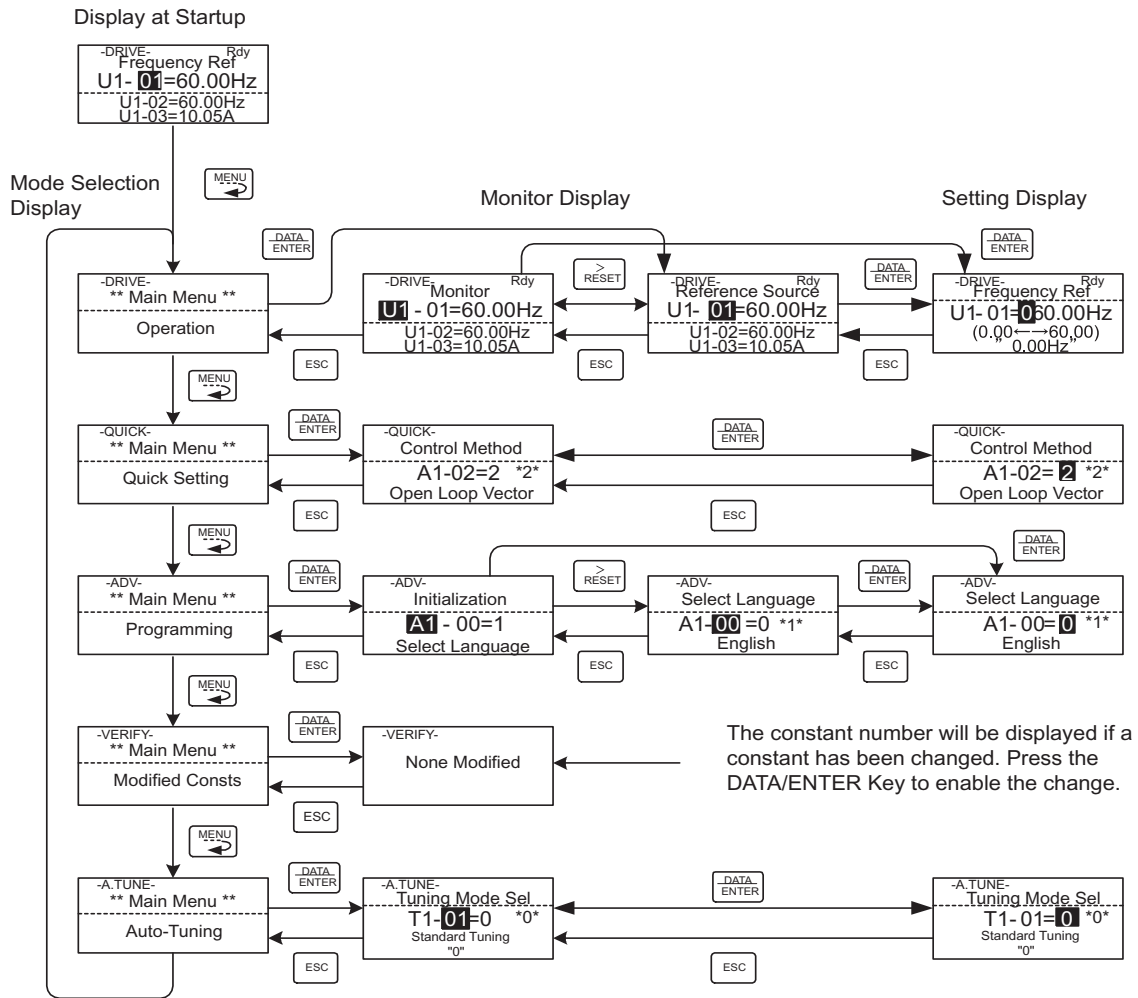 Display at Startup
-DRIVE- Rdy
Frequency Ref
U1- 01=60.00Hz
U1-02=60.00Hz
U1-03=10.05A
MENU
Mode Selection
Display
Monitor Display
Setting Display
DATA
ENTER
DATA
ENTER
-DRIVE-
** Main Menu **
Operation
-DRIVE- Rdy
Monitor
U1 - 01=60.00Hz
U1-02=60.00Hz
U1-03=10.05A
>
RESET
-DRIVE- Rdy
Reference Source
U1- 01=60.00Hz
U1-02=60.00Hz
U1-03=10.05A
DATA
ENTER
-DRIVE- Rdy
Frequency Ref
U1- 01=060.00Hz
(0.00←→60.00)
" 0.00Hz"
ESC
ESC
ESC
MENU
-QUICK-
** Main Menu **
Quick Setting
DATA
ENTER
-QUICK-
Control Method
A1-02=2 *2*
Open Loop Vector
DATA
ENTER
-QUICK-
Control Method
A1-02= 2 *2*
Open Loop Vector
ESC
ESC
MENU
DATA
ENTER
-ADV-
** Main Menu **
Programming
DATA
ENTER
-ADV-
Initialization
A1 - 00=1
Select Language
>
RESET
-ADV-
Select Language
A1-00 =0 *1*
English
DATA
ENTER
-ADV-
Select Language
A1- 00=0 *1*
English
ESC
ESC
ESC
MENU
-VERIFY-
** Main Menu **
Modified Consts
DATA
ENTER
-VERIFY-
None Modified
The constant number will be displayed if a
constant has been changed. Press the
DATA/ENTER Key to enable the change.
ESC
MENU
-A.TUNE-
** Main Menu **
Auto-Tuning
DATA
ENTER
-A.TUNE-
Tuning Mode Sel
T1-01=0 *0*
Standard Tuning
"0"
DATA
ENTER
-A.TUNE-
Tuning Mode Sel
T1- 01=0 *0*
Standard Tuning
"0"
ESC
ESC